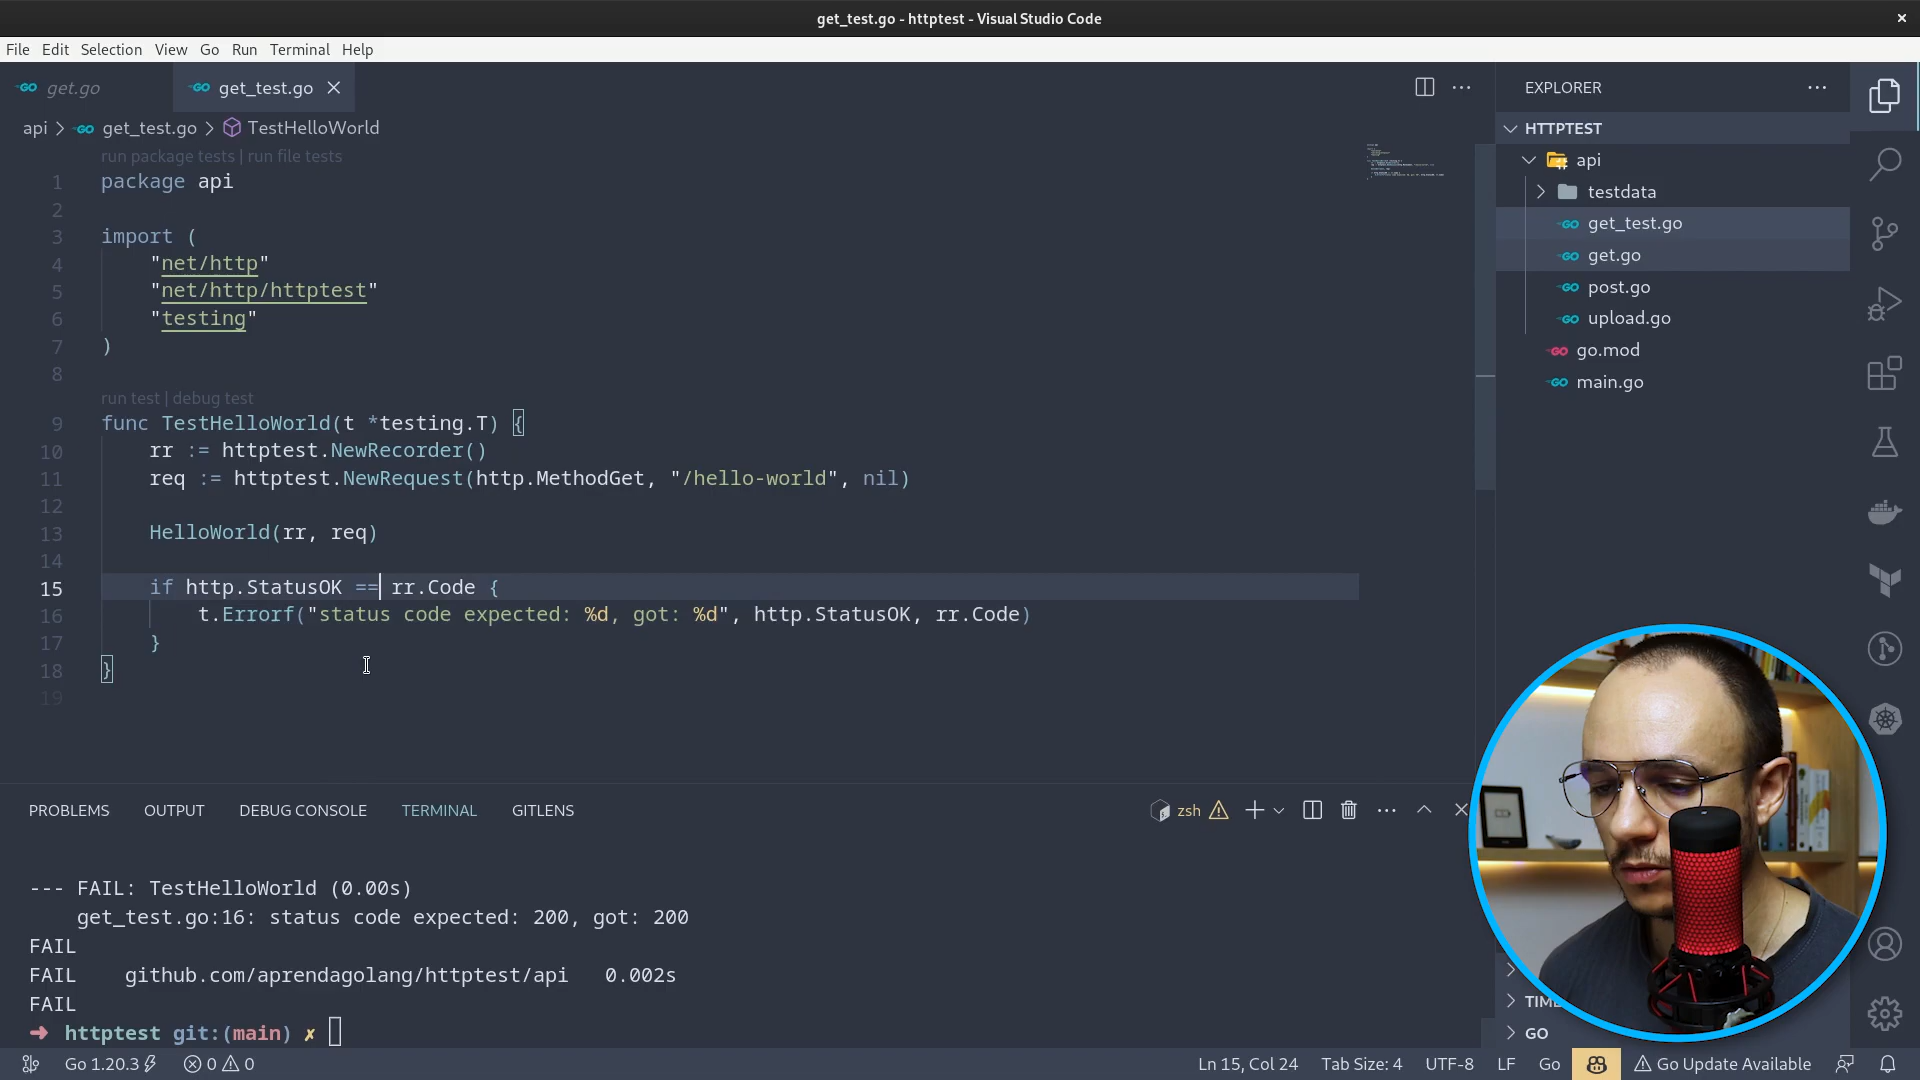 get_test.go - httptest - Visual Studio Code
File Edit Selection View Go Run Terminal Help
get.go
get_test.go
api > get_test.go > TestHelloWorld
run package tests | run file tests
1 package api
2
3 import (
4 "net/http"
5 "net/http/httptest"
6 "testing"
7 )
8
run test | debug test
9 func TestHelloWorld(t *testing.T) {
10 rr := httptest.NewRecorder()
11 req := httptest.NewRequest(http.MethodGet, "/hello-world", nil)
12
13 HelloWorld(rr, req)
14
15 if http.StatusOK == rr.Code {
16 t.Errorf("status code expected: %d, got: %d", http.StatusOK, rr.Code)
17 }
18 }
19
EXPLORER
HTTPTEST
api
testdata
get_test.go
get.go
post.go
upload.go
go.mod
main.go
PROBLEMS OUTPUT DEBUG CONSOLE TERMINAL GITLENS
zsh
--- FAIL: TestHelloWorld (0.00s)
get_test.go:16: status code expected: 200, got: 200
FAIL
FAIL github.com/aprendagolang/httptest/api 0.002s
FAIL
➜ httptest git:(main) ✗
GO
Go 1.20.3 0 0
Ln 15, Col 24 Tab Size: 4 UTF-8 LF Go Go Update Available